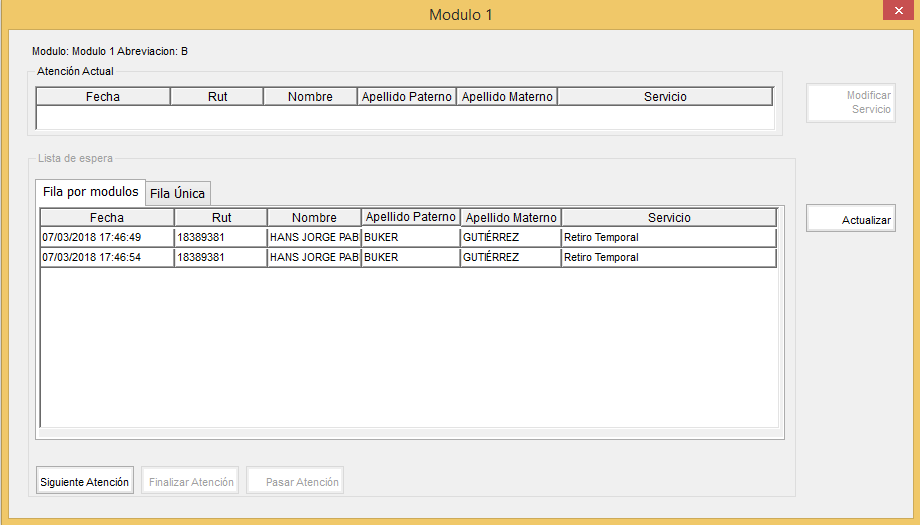 Modulo 1
Modulo: Modulo 1 Abreviacion: B
Atención Actual
Fecha Rut Nombre Apellido Paterno Apellido Materno Servicio
Modificar
Servicio
Lista de espera
Fila por modulos Fila Única
Fecha Rut Nombre Apellido Paterno Apellido Materno Servicio
07/03/2018 17:46:49 18389381 HANS JORGE PAB BUKER GUTIÉRREZ Retiro Temporal
07/03/2018 17:46:54 18389381 HANS JORGE PAB BUKER GUTIÉRREZ Retiro Temporal
Actualizar
Siguiente Atención Finalizar Atención Pasar Atención